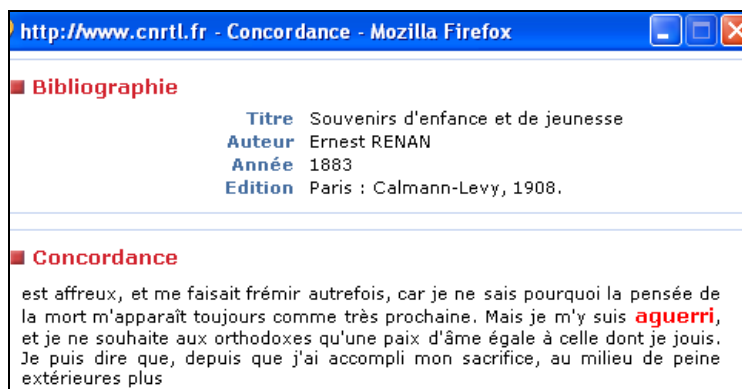 http://www.cnrtl.fr - Concordance - Mozilla Firefox
Bibliographie
Titre Souvenirs d'enfance et de jeunesse
Auteur Ernest RENAN
Année 1883
Edition Paris : Calmann-Levy, 1908.
Concordance
est affreux, et me faisait frémir autrefois, car je ne sais pourquoi la pensée de
la mort m'apparaît toujours comme très prochaine. Mais je m'y suis aguerri,
et je ne souhaite aux orthodoxes qu'une paix d'âme égale à celle dont je jouis.
Je puis dire que, depuis que j'ai accompli mon sacrifice, au milieu de peine
extérieures plus